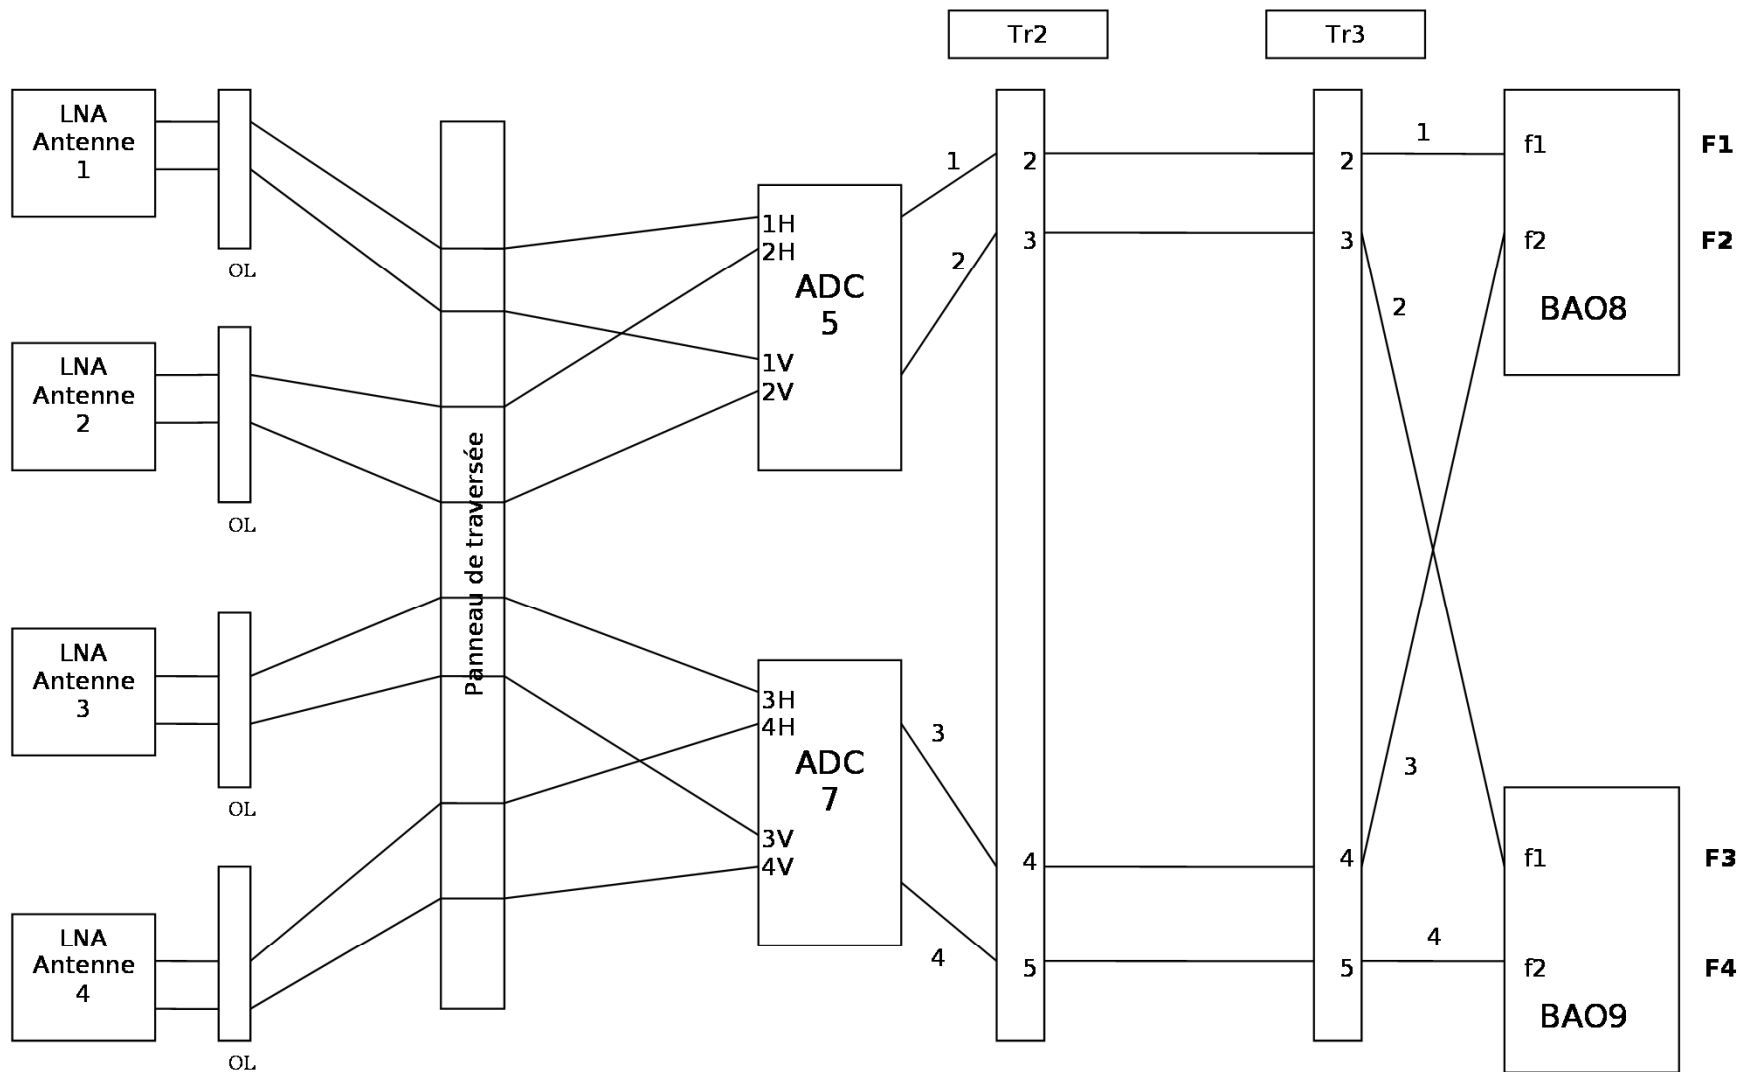 Tr2
Tr3
LNA
Antenne
1
OL
LNA
Antenne
2
OL
LNA
Antenne
3
OL
LNA
Antenne
4
OL
Panneau de traversée
1H
2H
ADC
5
1V
2V
3H
4H
ADC
7
3V
4V
1
2
3
4
2
3
4
5
2
3
4
5
1
2
3
4
f1
f2
BAO8
F1
F2
f1
f2
BAO9
F3
F4